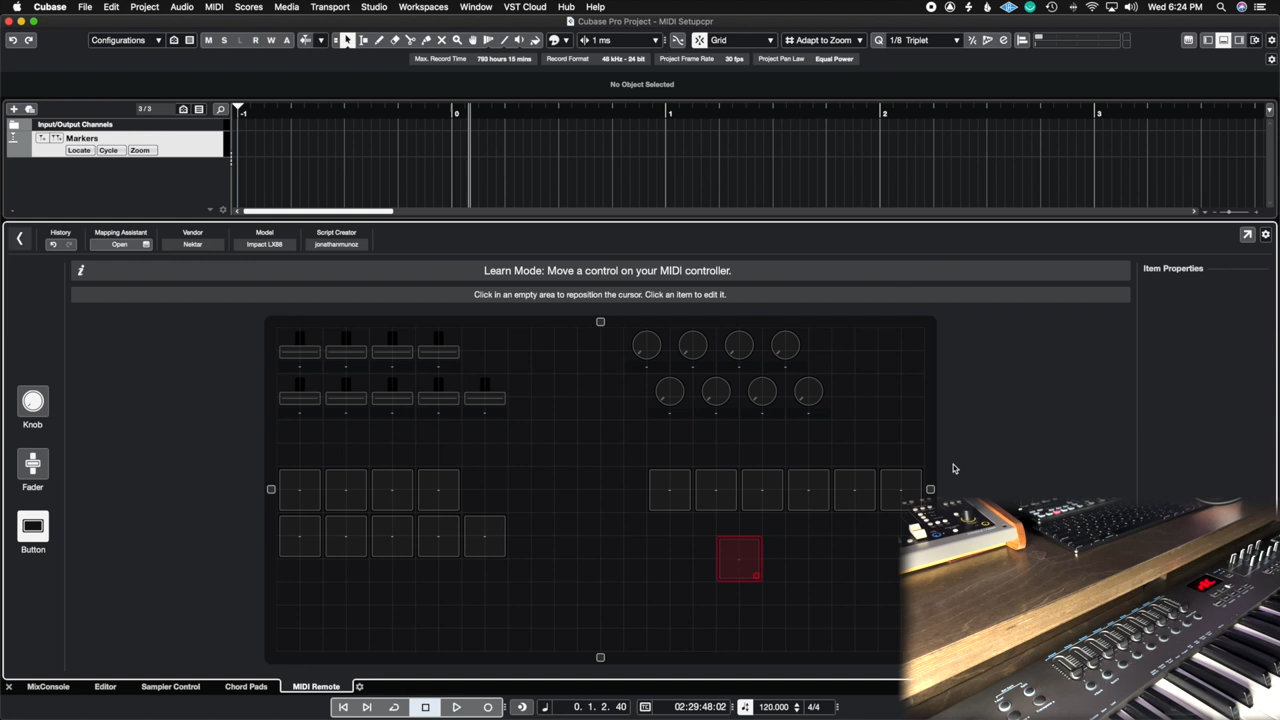 Cubase File Edit Project Audio MIDI Scores Media Transport Studio Workspaces Window VST Cloud Hub Help Wed 6:24 PM
Cubase Pro Project - MIDI Setupcpr
Configurations M S L R W A 1 ms Grid Adapt to Zoom Q 1/8 Triplet
Max. Record Time 793 hours 15 mins Record Format 48 kHz - 24 bit Project Frame Rate 30 fps Project Pan Law Equal Power
No Object Selected
3/3 -1 0 1 2 3
Input/Output Channels
Markers
Locate Cycle Zoom
History Mapping Assistant Vendor Model Script Creator
Open Nektar Impact LX88 jonathanmunoz
Learn Mode: Move a control on your MIDI controller.
Item Properties
Click in an empty area to reposition the cursor. Click an item to edit it.
Knob
Fader
Button
MixConsole Editor Sampler Control Chord Pads MIDI Remote
0. 1. 2. 40 02:29:48:02 120.000 4/4